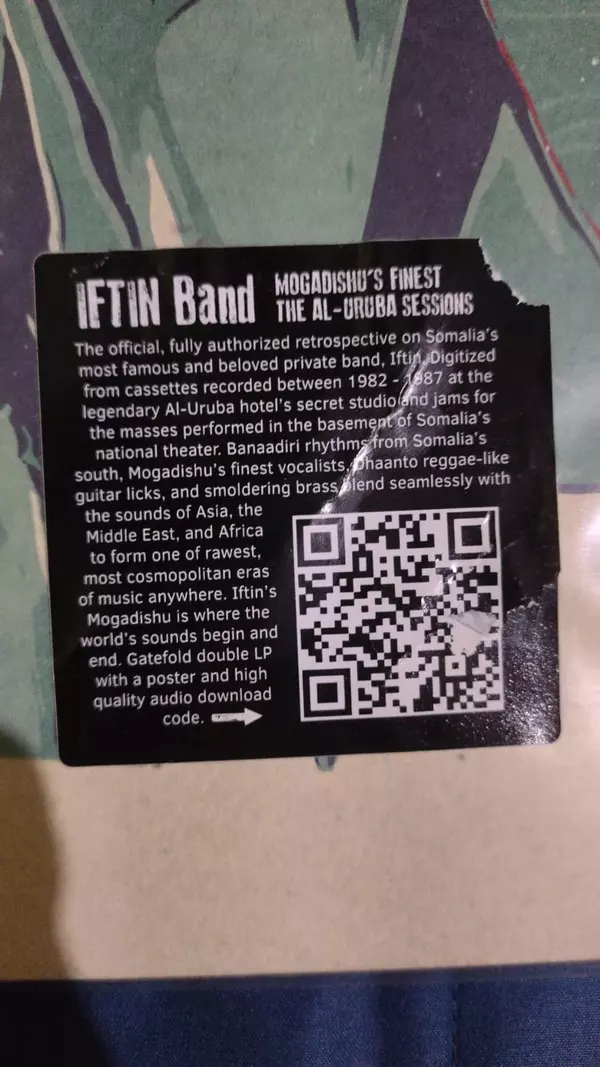 IFTIN Band
MOGADISHU'S FINEST
THE AL-URUBA SESSIONS
The official, fully authorized retrospective on Somalia's
most famous and beloved private band, Iftin. Digitized
from cassettes recorded between 1982 - 1987 at the
legendary Al-Uruba hotel's secret studio and jams for
the masses performed in the basement of Somalia's
national theater. Banaadiri rhythms from Somalia's
south, Mogadishu's finest vocalists, Dhaanto reggae-like
guitar licks, and smoldering brass blend seamlessly with
the sounds of Asia, the
Middle East, and Africa
to form one of rawest,
most cosmopolitan eras
of music anywhere. Iftin's
Mogadishu is where the
world's sounds begin and
end. Gatefold double LP
with a poster and high
quality audio download
code.